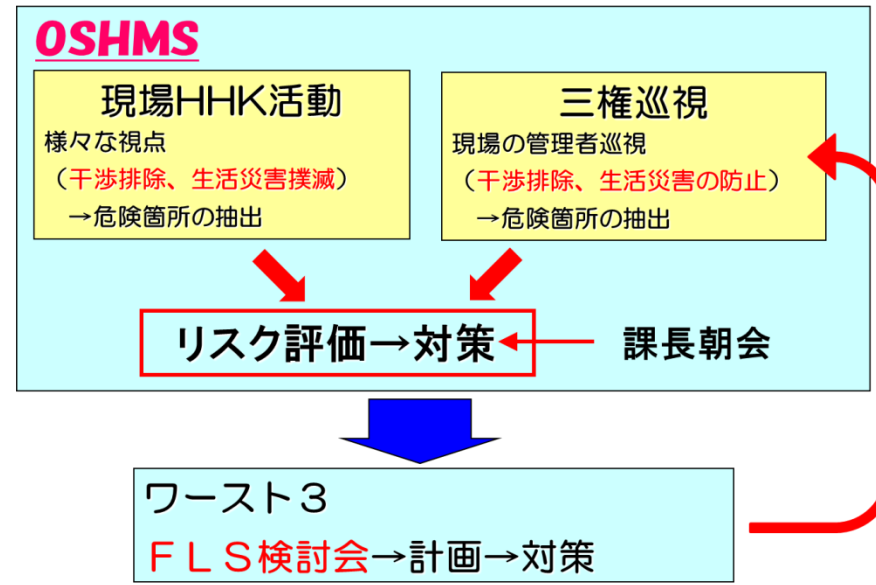 OSHMS
現場HHK活動
様々な視点
（干渉排除、生活災害撲滅）
→危険箇所の抽出
三権巡視
現場の管理者巡視
（干渉排除、生活災害の防止）
→危険箇所の抽出
リスク評価→対策
課長朝会
ワースト３
ＦＬＳ検討会→計画→対策